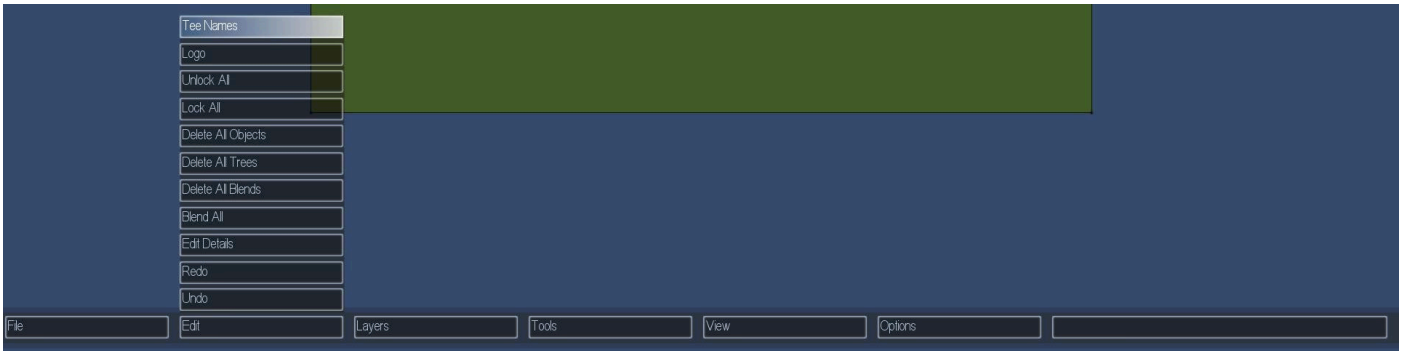 Tee Names
Logo
Unlock All
Lock All
Delete All Objects
Delete All Trees
Delete All Blends
Blend All
Edit Details
Redo
Undo
File Edit Layers Tools View Options